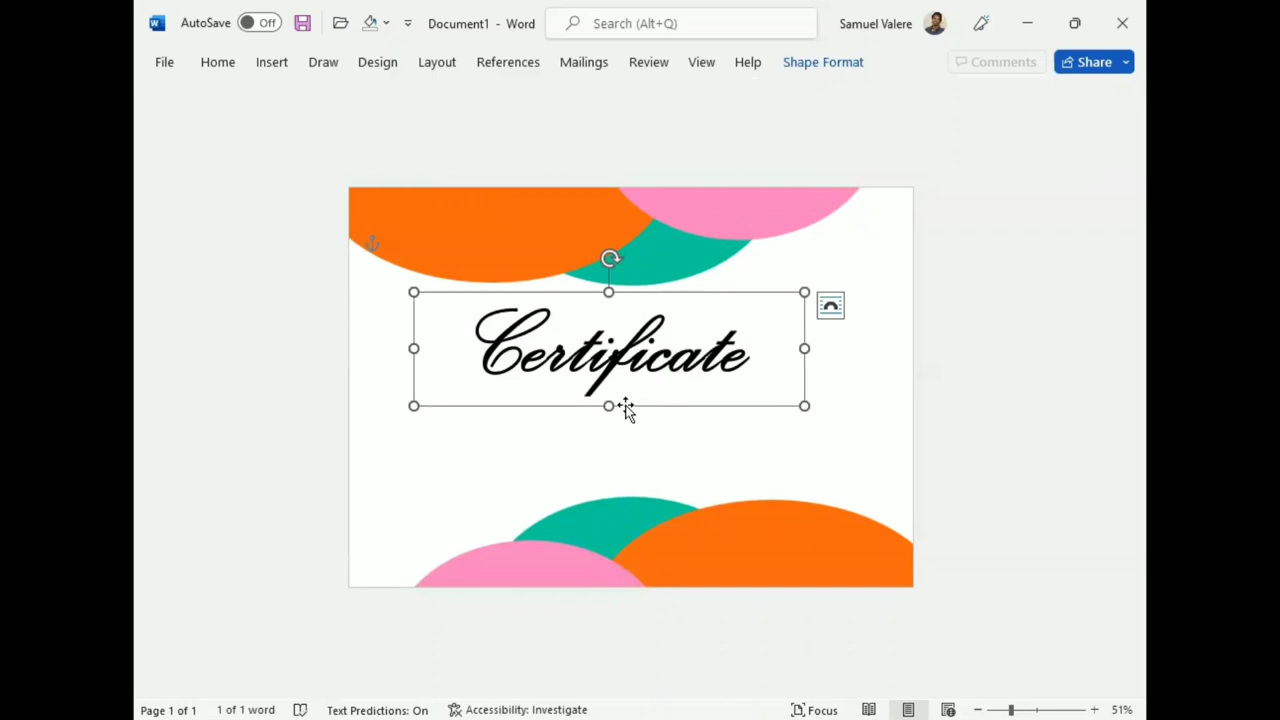 AutoSave Off Document1 - Word Search (Alt+Q) Samuel Valere
File Home Insert Draw Design Layout References Mailings Review View Help Shape Format Comments Share
Certificate
Page 1 of 1 1 of 1 word Text Predictions: On Accessibility: Investigate Focus 51%